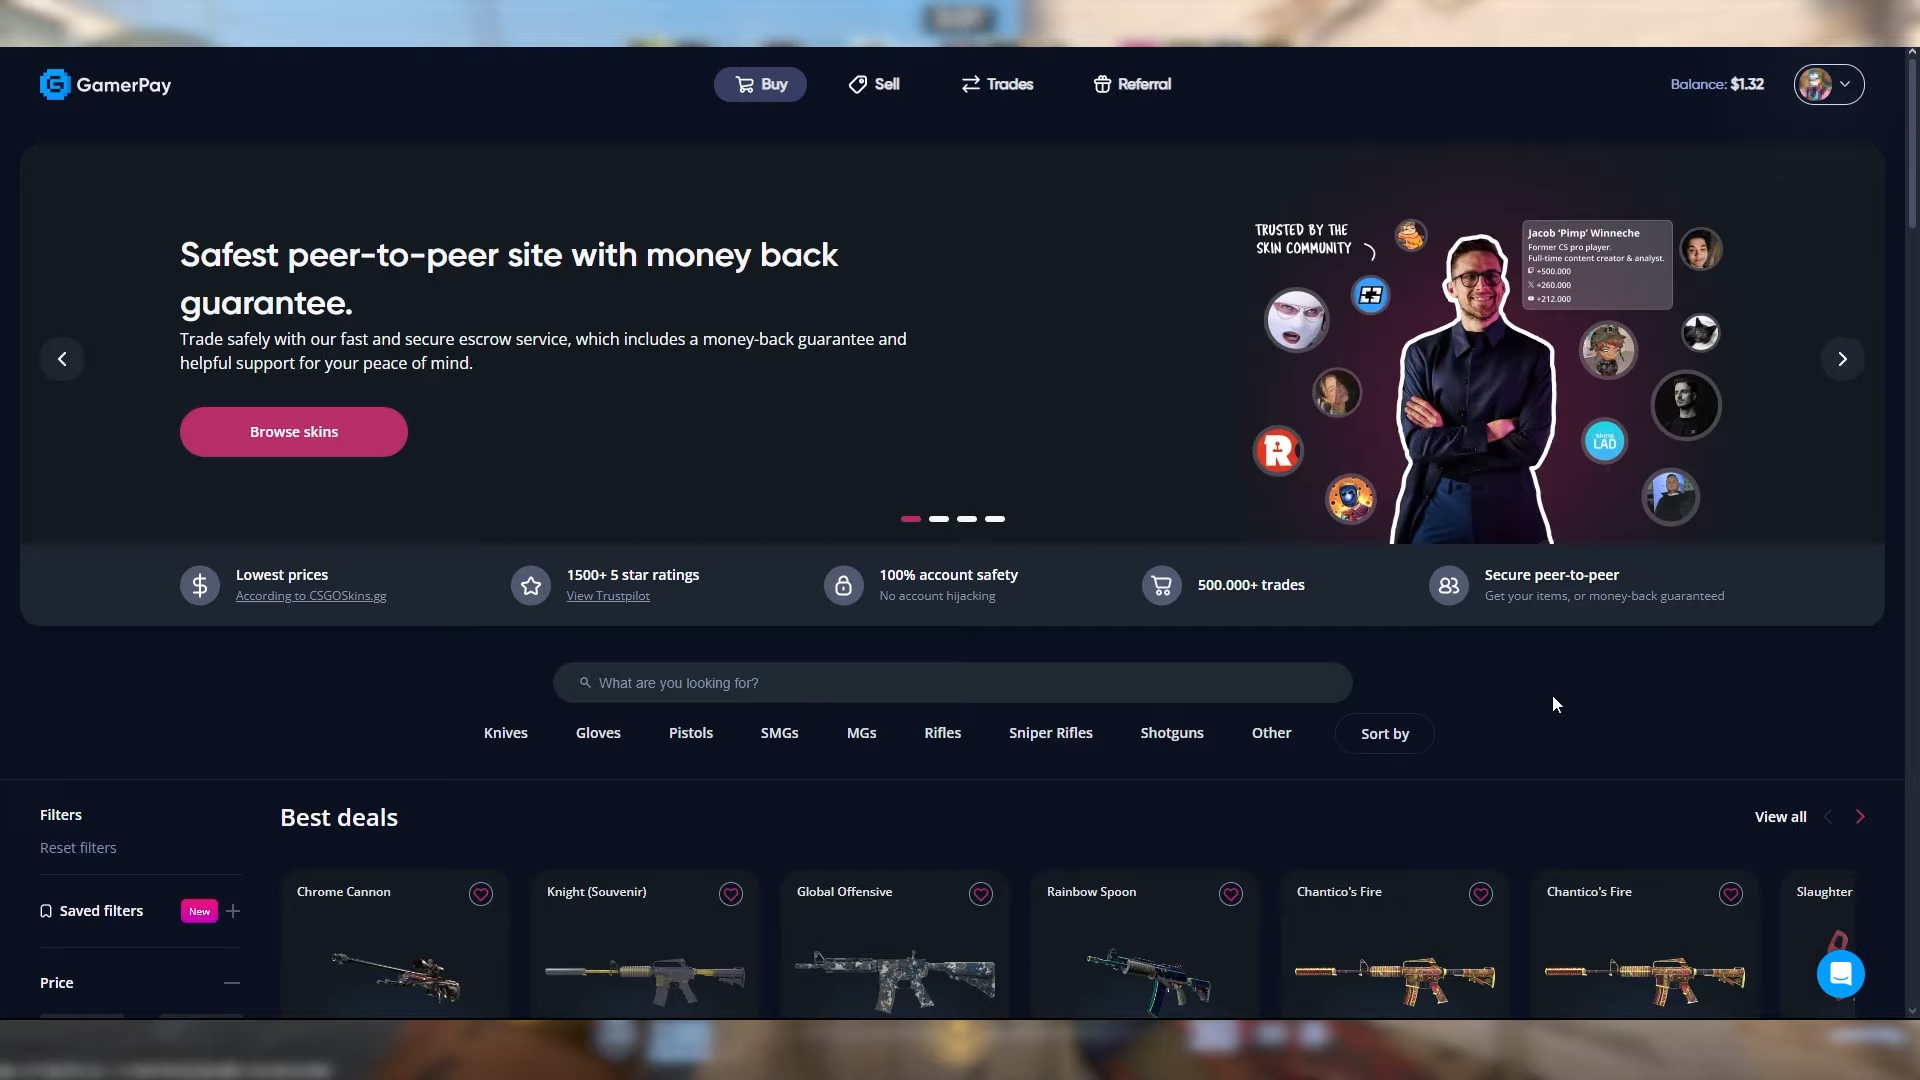 GamerPay
Buy
Sell
Trades
Referral
Balance: $1.32
Safest peer-to-peer site with money back
guarantee.
Trade safely with our fast and secure escrow service, which includes a money-back guarantee and
helpful support for your peace of mind.
Browse skins
TRUSTED BY THE
SKIN COMMUNITY
Jacob ‘Pimp’ Winneche
Former CS pro player.
Full-time content creator & analyst.
+500.000
+260.000
+212.000
skins
LAD
Lowest prices
According to CSGOSkins.gg
1500+ 5 star ratings
View Trustpilot
100% account safety
No account hijacking
500.000+ trades
Secure peer-to-peer
Get your items, or money-back guaranteed
What are you looking for?
Knives
Gloves
Pistols
SMGs
MGs
Rifles
Sniper Rifles
Shotguns
Other
Sort by
Filters
Reset filters
Saved filters
New
Price
Best deals
View all
Chrome Cannon
Knight (Souvenir)
Global Offensive
Rainbow Spoon
Chantico's Fire
Chantico's Fire
Slaughter